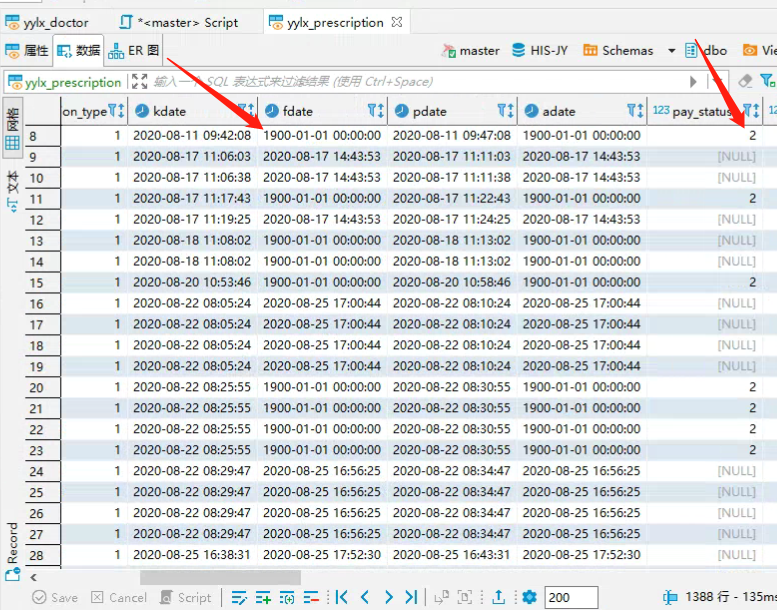 yylx_doctor *<master> Script yylx_prescription
属性 数据 ER 图 master HIS-JY Schemas dbo Vie
yylx_prescription 输入一个 SQL 表达式来过滤结果 (使用 Ctrl+Space)
网格
文本
Record
on_type kdate fdate pdate adate 123 pay_status 12
8 1 2020-08-11 09:42:08 1900-01-01 00:00:00 2020-08-11 09:47:08 1900-01-01 00:00:00 2
9 1 2020-08-17 11:06:03 2020-08-17 14:43:53 2020-08-17 11:11:03 2020-08-17 14:43:53 [NULL]
10 1 2020-08-17 11:06:38 2020-08-17 14:43:53 2020-08-17 11:11:38 2020-08-17 14:43:53 [NULL]
11 1 2020-08-17 11:17:43 1900-01-01 00:00:00 2020-08-17 11:22:43 1900-01-01 00:00:00 2
12 1 2020-08-17 11:19:25 2020-08-17 14:43:53 2020-08-17 11:24:25 2020-08-17 14:43:53 [NULL]
13 1 2020-08-18 11:08:02 1900-01-01 00:00:00 2020-08-18 11:13:02 1900-01-01 00:00:00 [NULL]
14 1 2020-08-18 11:08:02 1900-01-01 00:00:00 2020-08-18 11:13:02 1900-01-01 00:00:00 [NULL]
15 1 2020-08-20 10:53:46 1900-01-01 00:00:00 2020-08-20 10:58:46 1900-01-01 00:00:00 2
16 1 2020-08-22 08:05:24 2020-08-25 17:00:44 2020-08-22 08:10:24 2020-08-25 17:00:44 [NULL]
17 1 2020-08-22 08:05:24 2020-08-25 17:00:44 2020-08-22 08:10:24 2020-08-25 17:00:44 [NULL]
18 1 2020-08-22 08:05:24 2020-08-25 17:00:44 2020-08-22 08:10:24 2020-08-25 17:00:44 [NULL]
19 1 2020-08-22 08:05:24 2020-08-25 17:00:44 2020-08-22 08:10:24 2020-08-25 17:00:44 [NULL]
20 1 2020-08-22 08:25:55 1900-01-01 00:00:00 2020-08-22 08:30:55 1900-01-01 00:00:00 2
21 1 2020-08-22 08:25:55 1900-01-01 00:00:00 2020-08-22 08:30:55 1900-01-01 00:00:00 2
22 1 2020-08-22 08:25:55 1900-01-01 00:00:00 2020-08-22 08:30:55 1900-01-01 00:00:00 2
23 1 2020-08-22 08:25:55 1900-01-01 00:00:00 2020-08-22 08:30:55 1900-01-01 00:00:00 2
24 1 2020-08-22 08:29:47 2020-08-25 16:56:25 2020-08-22 08:34:47 2020-08-25 16:56:25 [NULL]
25 1 2020-08-22 08:29:47 2020-08-25 16:56:25 2020-08-22 08:34:47 2020-08-25 16:56:25 [NULL]
26 1 2020-08-22 08:29:47 2020-08-25 16:56:25 2020-08-22 08:34:47 2020-08-25 16:56:25 [NULL]
27 1 2020-08-22 08:29:47 2020-08-25 16:56:25 2020-08-22 08:34:47 2020-08-25 16:56:25 [NULL]
28 1 2020-08-25 16:38:31 2020-08-25 17:52:30 2020-08-25 16:43:31 2020-08-25 17:52:30 [NULL]
Save Cancel Script 200 1388 行 - 135ms